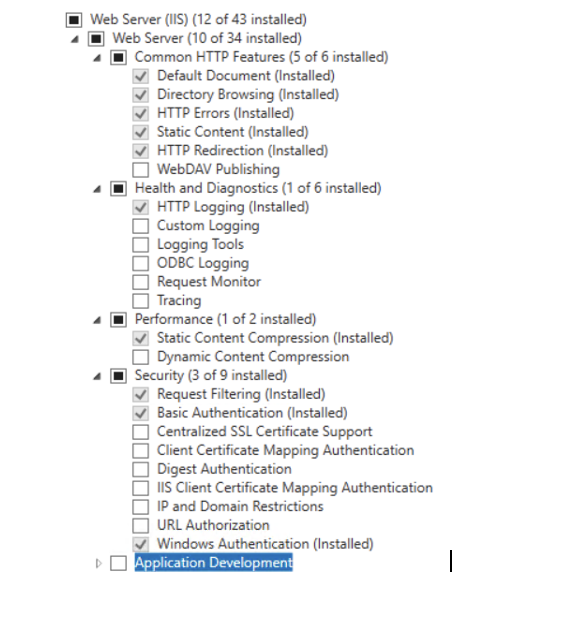 Web Server (IIS) (12 of 43 installed)
Web Server (10 of 34 installed)
Common HTTP Features (5 of 6 installed)
Default Document (Installed)
Directory Browsing (Installed)
HTTP Errors (Installed)
Static Content (Installed)
HTTP Redirection (Installed)
WebDAV Publishing
Health and Diagnostics (1 of 6 installed)
HTTP Logging (Installed)
Custom Logging
Logging Tools
ODBC Logging
Request Monitor
Tracing
Performance (1 of 2 installed)
Static Content Compression (Installed)
Dynamic Content Compression
Security (3 of 9 installed)
Request Filtering (Installed)
Basic Authentication (Installed)
Centralized SSL Certificate Support
Client Certificate Mapping Authentication
Digest Authentication
IIS Client Certificate Mapping Authentication
IP and Domain Restrictions
URL Authorization
Windows Authentication (Installed)
Application Development